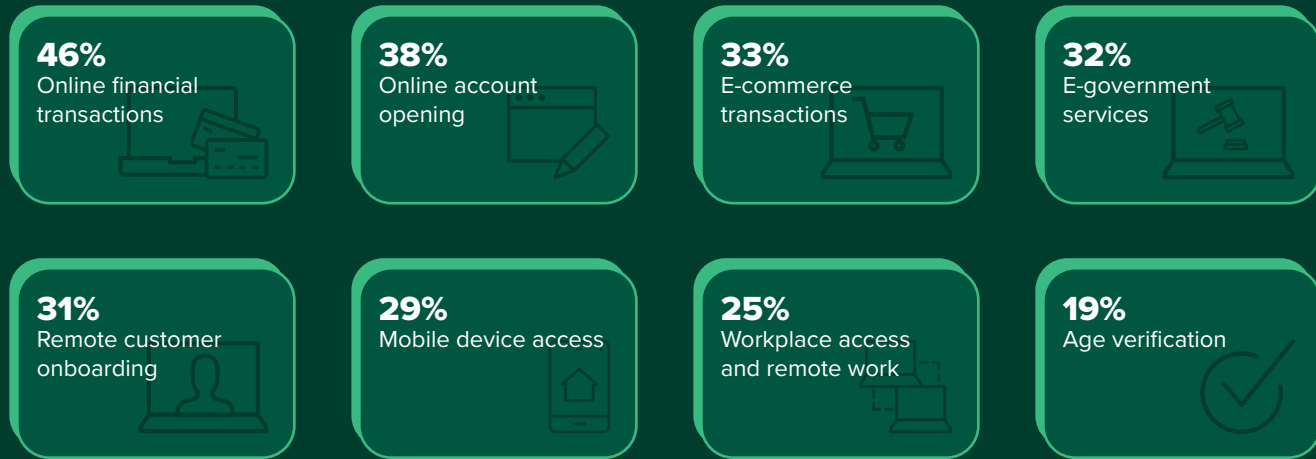 46%
Online financial
transactions
38%
Online account
opening
33%
E-commerce
transactions
32%
E-government
services
31%
Remote customer
onboarding
29%
Mobile device access
25%
Workplace access
and remote work
19%
Age verification